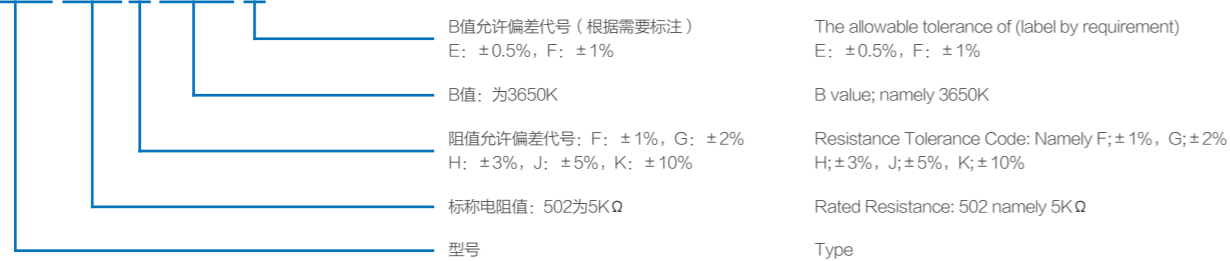 B值允许偏差代号（根据需要标注）
E：±0.5%，F：±1%
The allowable tolerance of (label by requirement)
E：±0.5%，F：±1%
B值：为3650K
B value; namely 3650K
阻值允许偏差代号：F：±1%，G：±2%
H：±3%，J：±5%，K：±10%
Resistance Tolerance Code: Namely F;±1%，G;±2%
H;±3%，J;±5%，K;±10%
标称电阻值：502为5KΩ
Rated Resistance: 502 namely 5KΩ
型号
Type